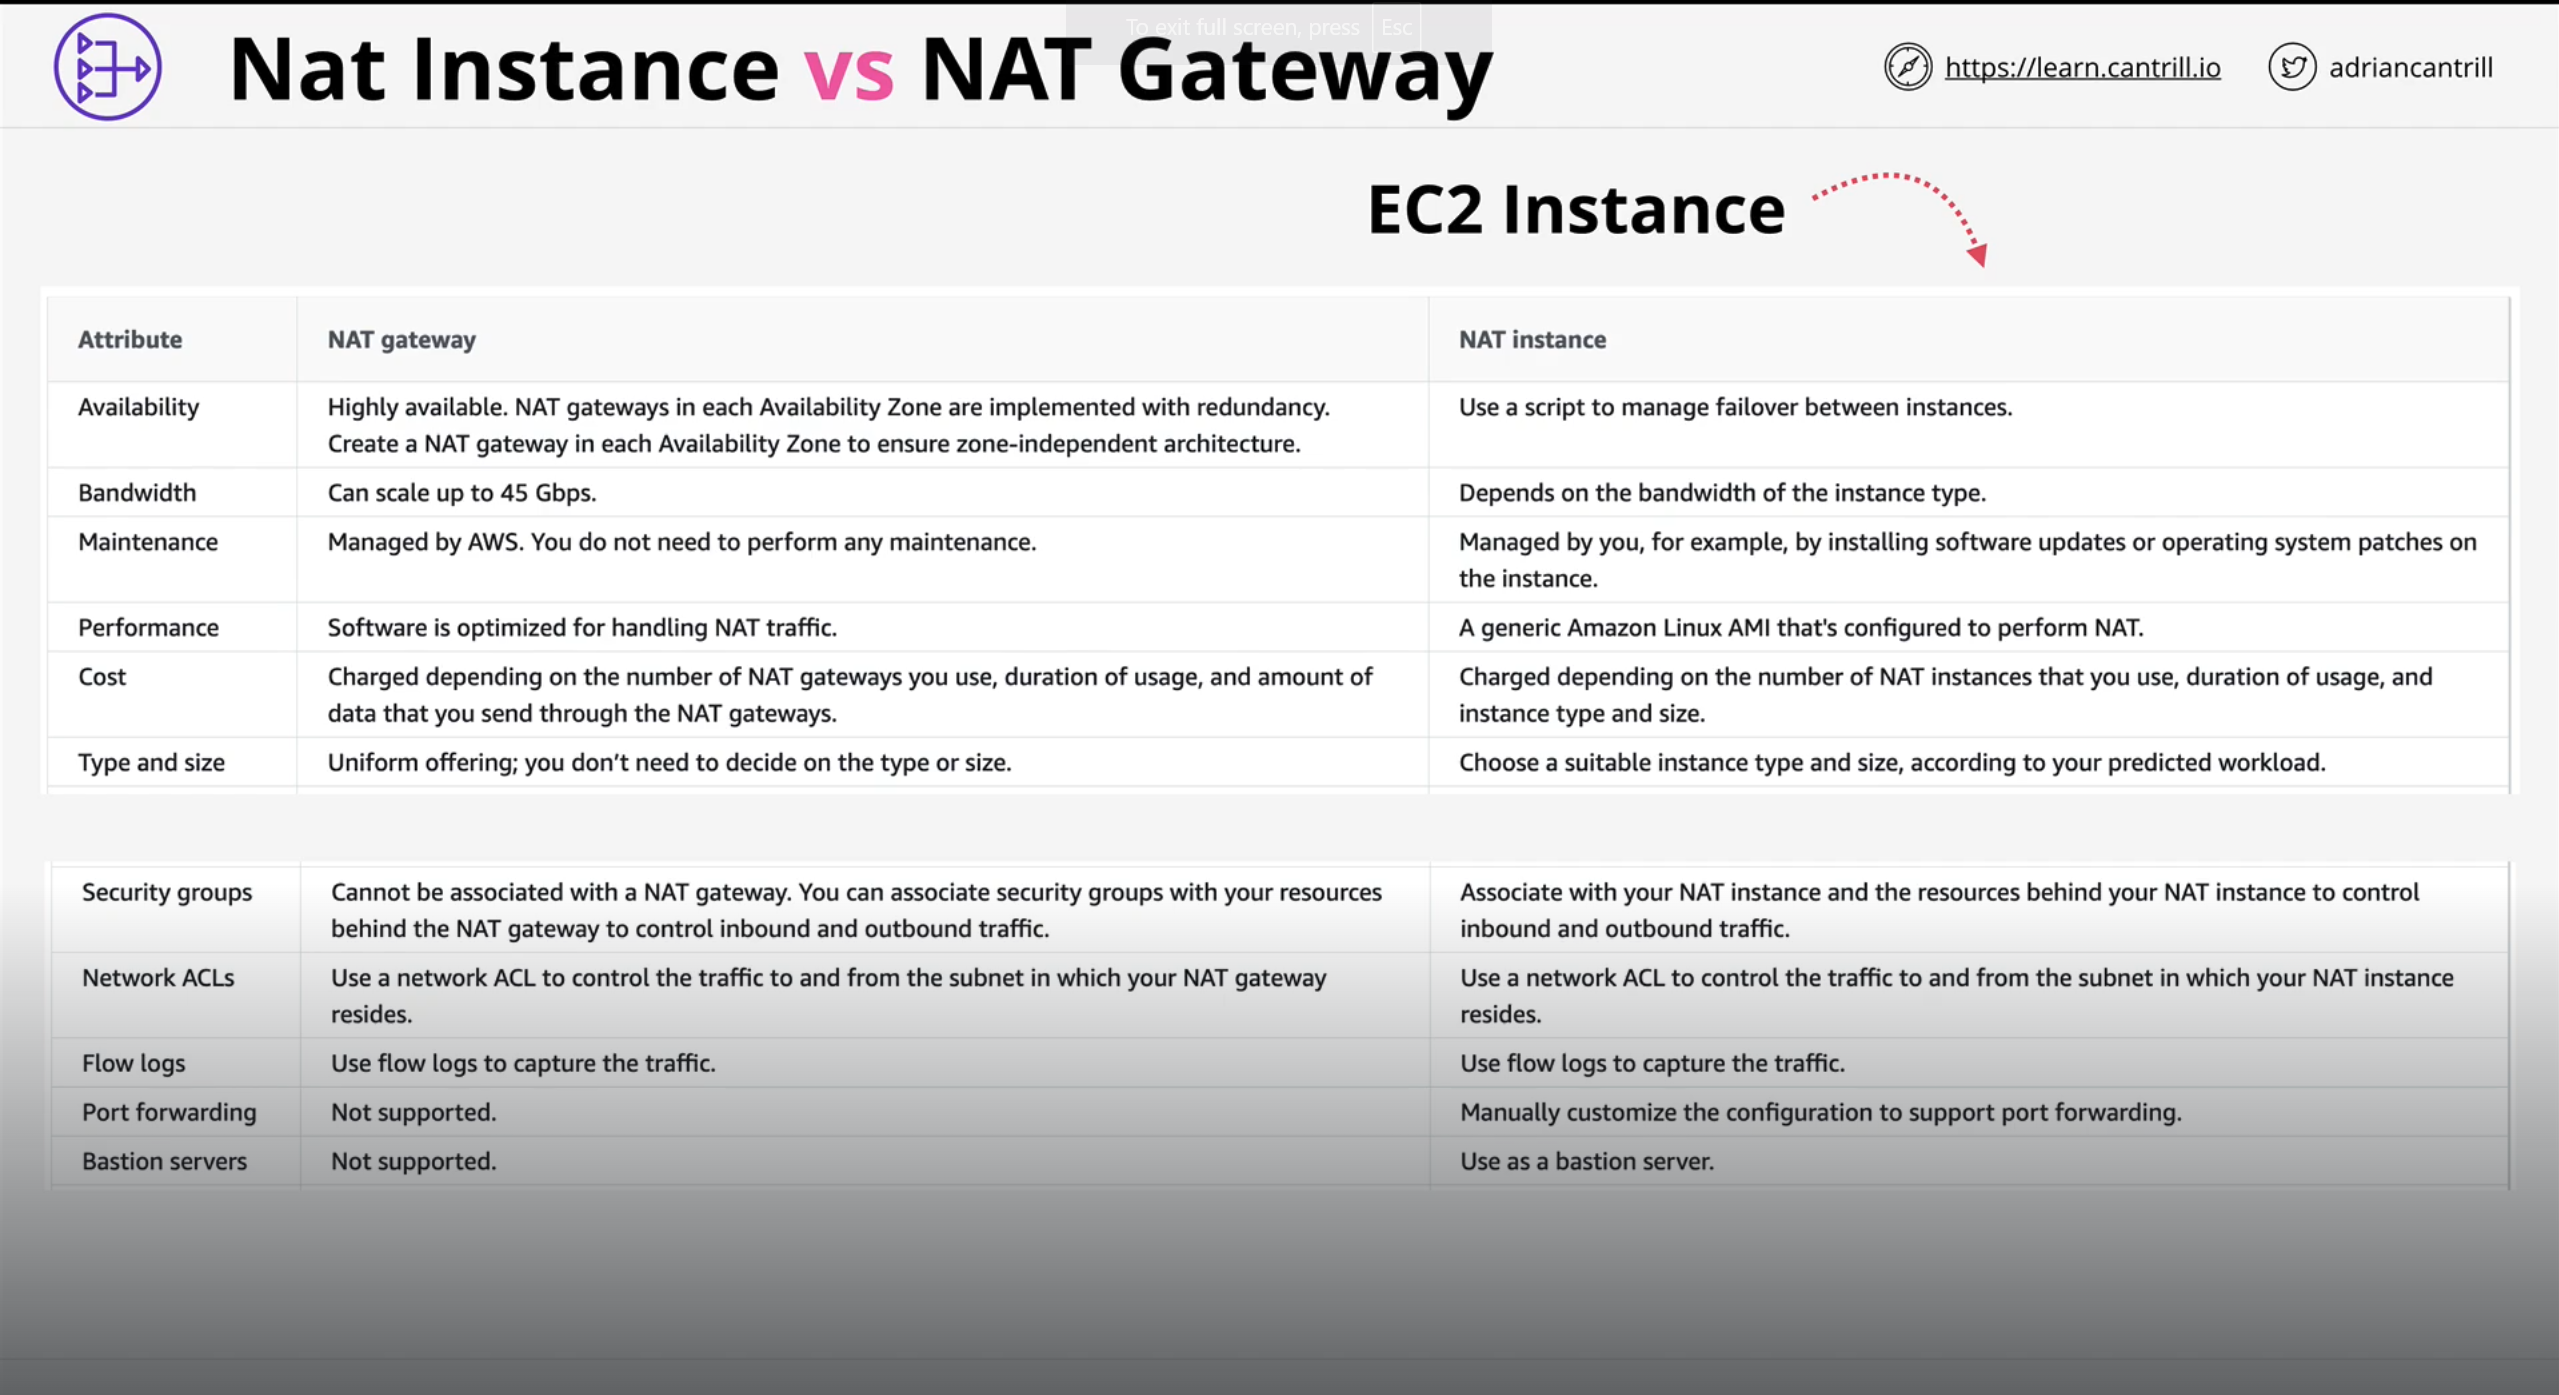 To exit full screen, press Esc
Nat Instance vs NAT Gateway
https://learn.cantrill.io
adriancantrill
EC2 Instance
Attribute
NAT gateway
NAT instance
Availability
Highly available. NAT gateways in each Availability Zone are implemented with redundancy.
Create a NAT gateway in each Availability Zone to ensure zone-independent architecture.
Use a script to manage failover between instances.
Bandwidth
Can scale up to 45 Gbps.
Depends on the bandwidth of the instance type.
Maintenance
Managed by AWS. You do not need to perform any maintenance.
Managed by you, for example, by installing software updates or operating system patches on
the instance.
Performance
Software is optimized for handling NAT traffic.
A generic Amazon Linux AMI that's configured to perform NAT.
Cost
Charged depending on the number of NAT gateways you use, duration of usage, and amount of
data that you send through the NAT gateways.
Charged depending on the number of NAT instances that you use, duration of usage, and
instance type and size.
Type and size
Uniform offering; you don’t need to decide on the type or size.
Choose a suitable instance type and size, according to your predicted workload.
Security groups
Cannot be associated with a NAT gateway. You can associate security groups with your resources
behind the NAT gateway to control inbound and outbound traffic.
Associate with your NAT instance and the resources behind your NAT instance to control
inbound and outbound traffic.
Network ACLs
Use a network ACL to control the traffic to and from the subnet in which your NAT gateway
resides.
Use a network ACL to control the traffic to and from the subnet in which your NAT instance
resides.
Flow logs
Use flow logs to capture the traffic.
Use flow logs to capture the traffic.
Port forwarding
Not supported.
Manually customize the configuration to support port forwarding.
Bastion servers
Not supported.
Use as a bastion server.